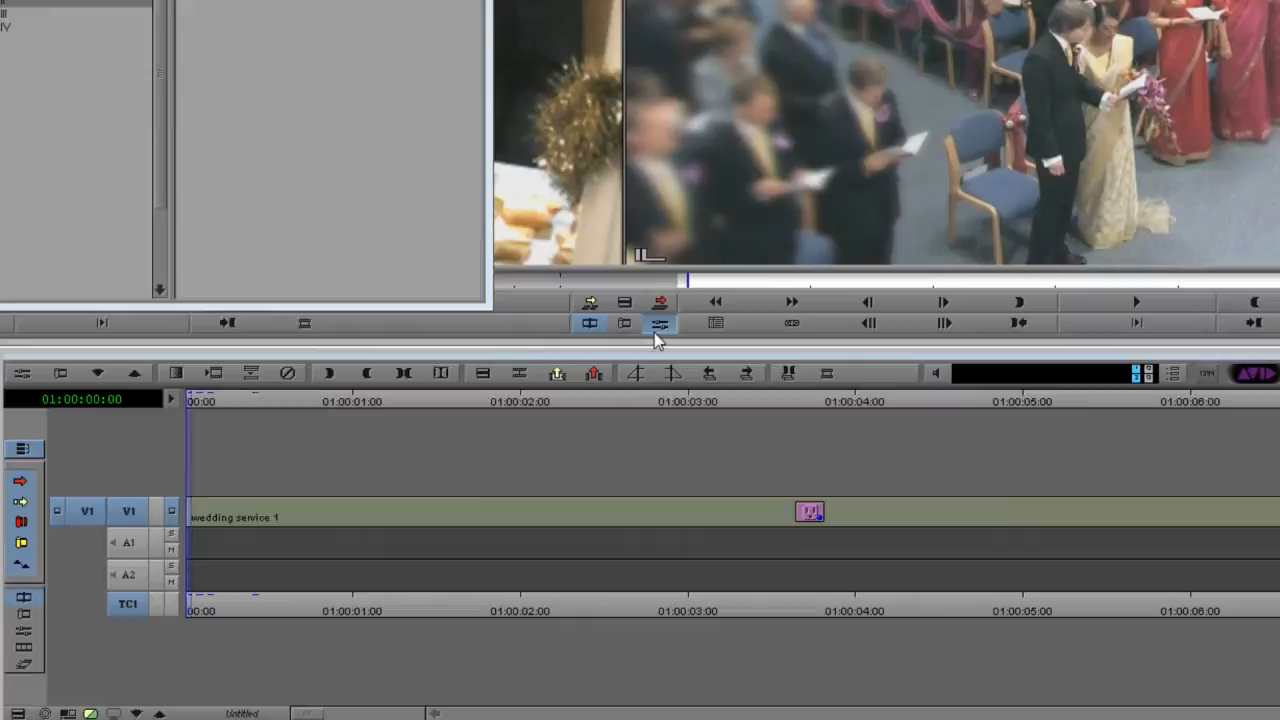 IV
1394
AVID
01:00:00:00
00:00
01:00:01:00
01:00:02:00
01:00:03:00
01:00:04:00
01:00:05:00
01:00:06:00
V1
V1
wedding service 1
S
M
A1
S
M
A2
TC1
00:00
01:00:01:00
01:00:02:00
01:00:03:00
01:00:04:00
01:00:05:00
01:00:06:00
Untitled